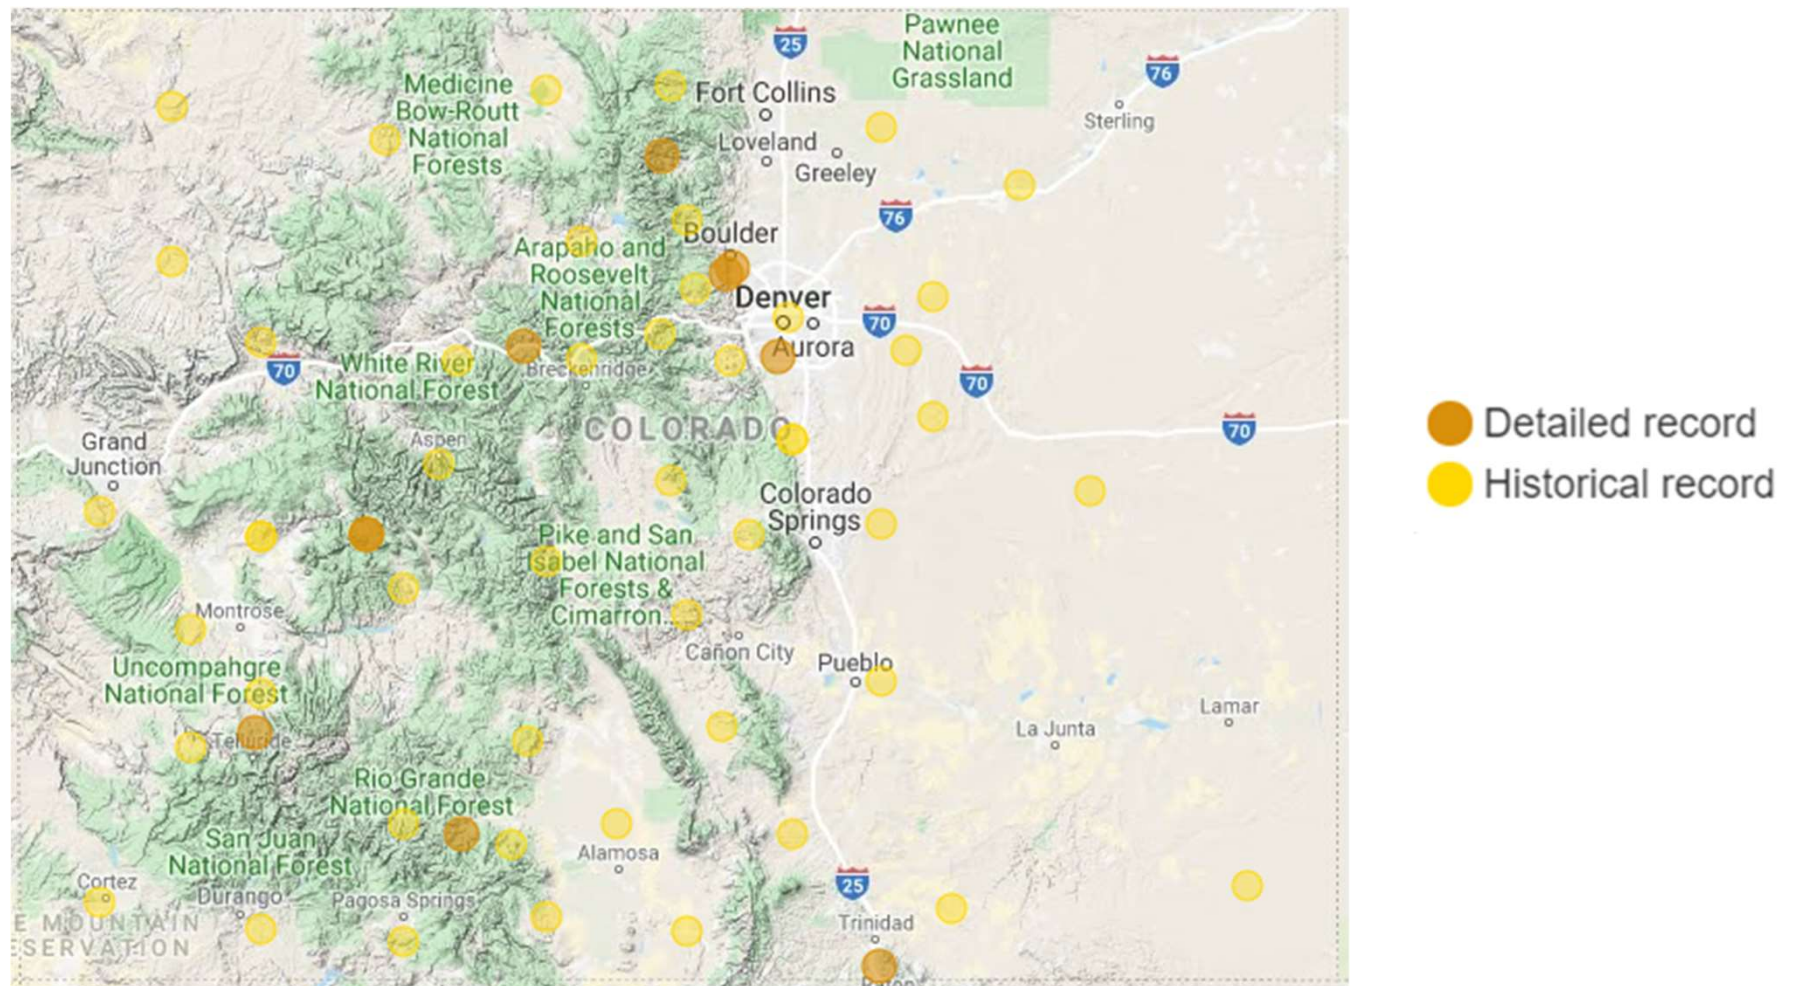 25
Pawnee
National
Grassland
76
Medicine
Bow-Routt
National
Forests
Fort Collins
Sterling
Loveland
Greeley
76
Boulder
Arapaho and
Roosevelt
National
Forests
Denver
70
Aurora
70
White River
National Forest
Breckenridge
70
COLORADO
70
Grand
Junction
Aspen
Detailed record
Historical record
Colorado
Springs
Pike and San
Isabel National
Forests &
Cimarron...
Montrose
Cañon City
Pueblo
Uncompahgre
National Forest
Telluride
La Junta
Lamar
Rio Grande
National Forest
San Juan
National Forest
Alamosa
Cortez
Durango
Pagosa Springs
25
Trinidad
E MOUNTAIN
ESERVATION
Raton